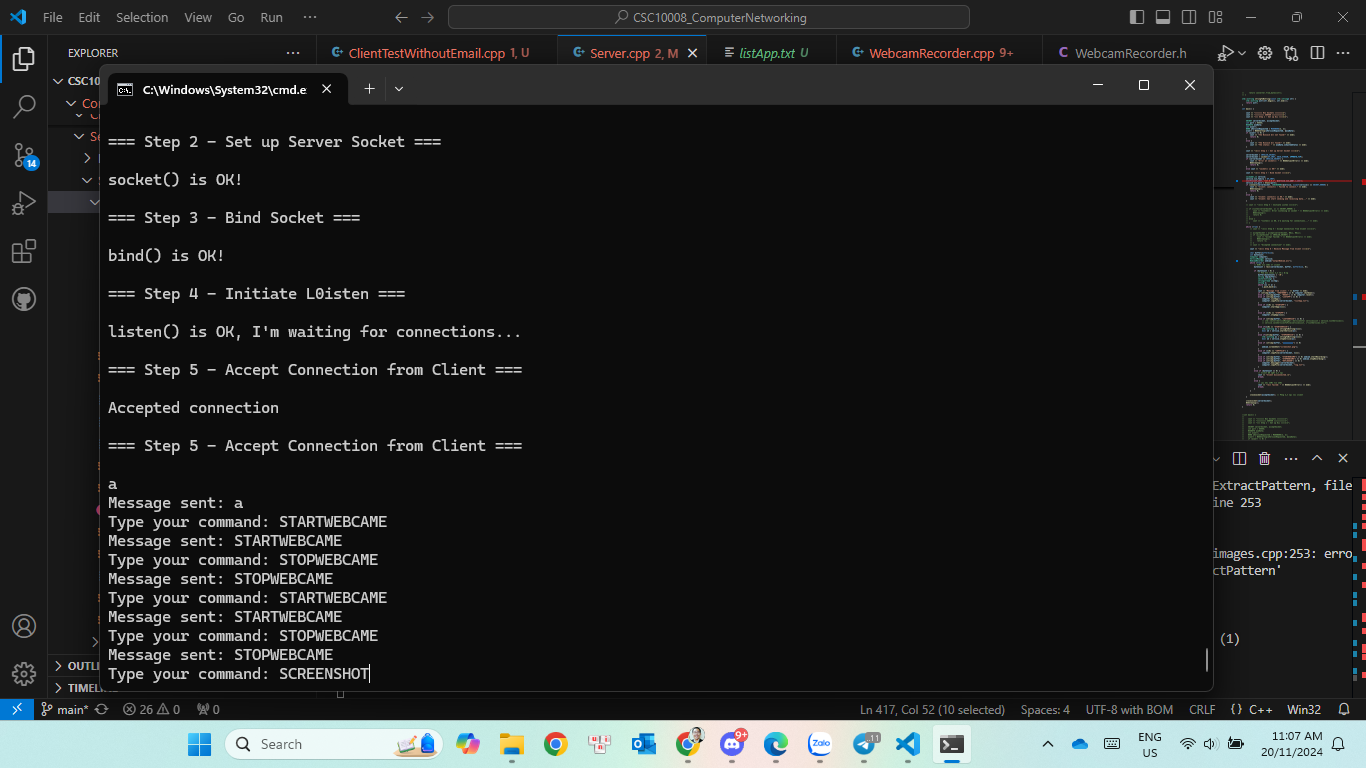 File Edit Selection View Go Run ··· CSC10008_ComputerNetworking
EXPLORER ···
ClientTestWithoutEmail.cpp 1, U Server.cpp 2, M listApp.txt U WebcamRecorder.cpp 9+ WebcamRecorder.h
C:\Windows\System32\cmd.e
=== Step 2 - Set up Server Socket ===
socket() is OK!
=== Step 3 - Bind Socket ===
bind() is OK!
=== Step 4 - Initiate L0isten ===
listen() is OK, I'm waiting for connections...
=== Step 5 - Accept Connection from Client ===
Accepted connection
=== Step 5 - Accept Connection from Client ===
a
Message sent: a
Type your command: STARTWEBCAME
Message sent: STARTWEBCAME
Type your command: STOPWEBCAME
Message sent: STOPWEBCAME
Type your command: STARTWEBCAME
Message sent: STARTWEBCAME
Type your command: STOPWEBCAME
Message sent: STOPWEBCAME
Type your command: SCREENSHOT
CSC10
Co
Se
14
OUTLI
TIMELI
ExtractPattern, file
ine 253
images.cpp:253: erro
ctPattern'
(1)
main* 26 0 0 Ln 417, Col 52 (10 selected) Spaces: 4 UTF-8 with BOM CRLF {} C++ Win32
Search 9+ Zalo 11 ENG US 11:07 AM 20/11/2024